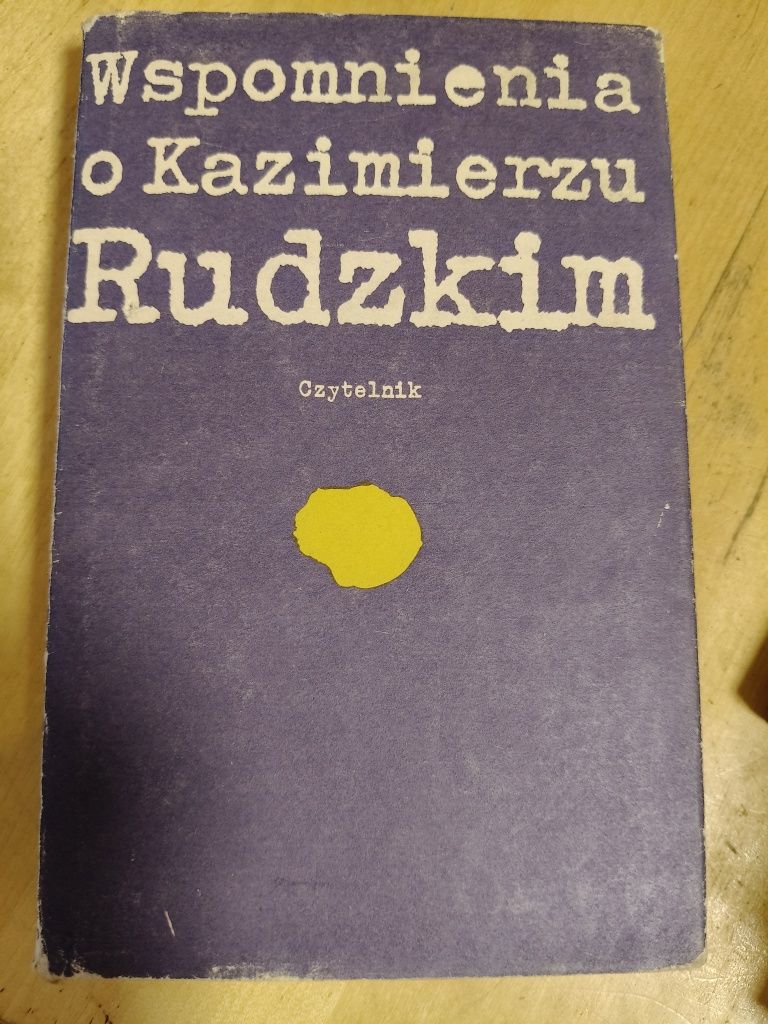 Wspomnienia
o Kazimierzu
Rudzkim
Czytelnik